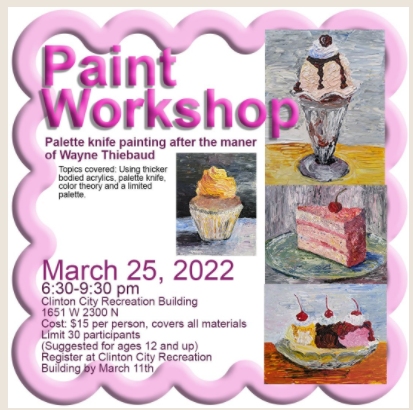 Paint
Workshop
Palette knife painting after the maner
of Wayne Thiebaud
Topics covered: Using thicker
bodied acrylics, palette knife,
color theory and a limited
palette.
March 25, 2022
6:30-9:30 pm
Clinton City Recreation Building
1651 W 2300 N
Cost: $15 per person, covers all materials
Limit 30 participants
(Suggested for ages 12 and up)
Register at Clinton City Recreation
Building by March 11th